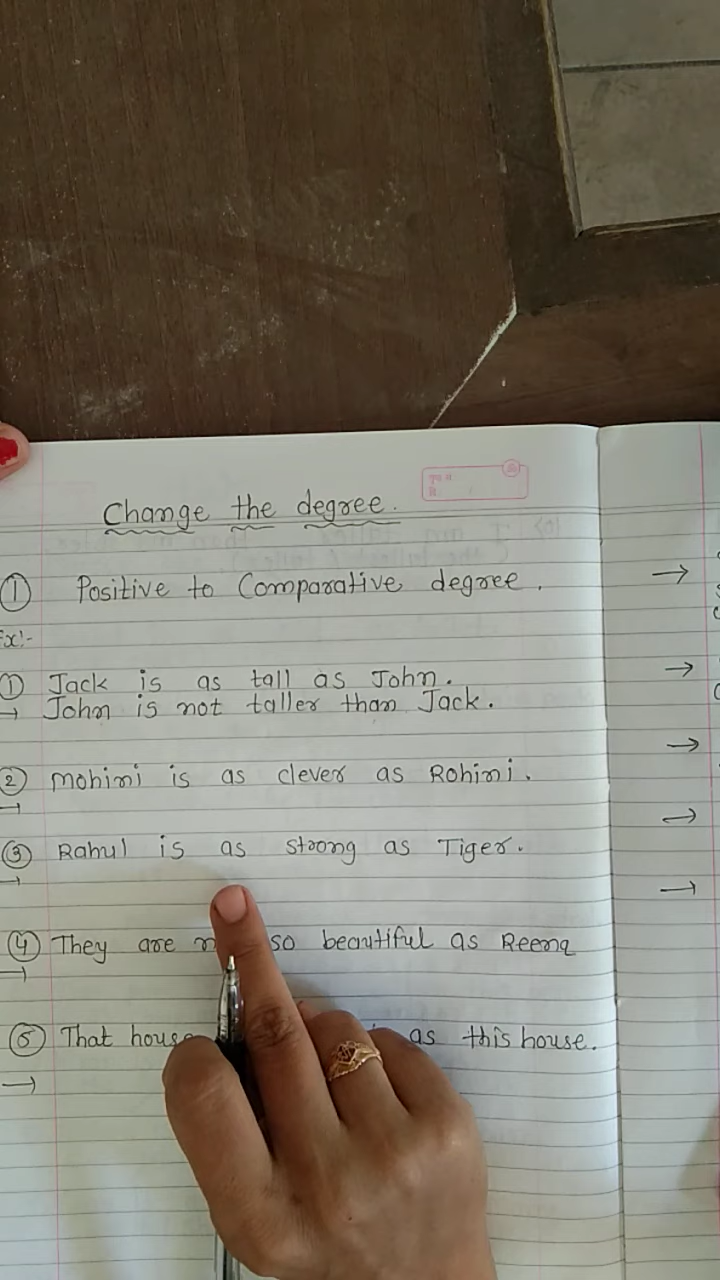 Change the degree.
① Positive to Comparative degree.
Ex:-
① Jack is as tall as John.
→ John is not taller than Jack.
② Mohini is as clever as Rohini.
→
③ Rahul is as strong as Tiger.
→
④ They are so beautiful as Reena
→
⑤ That house as this house.
→